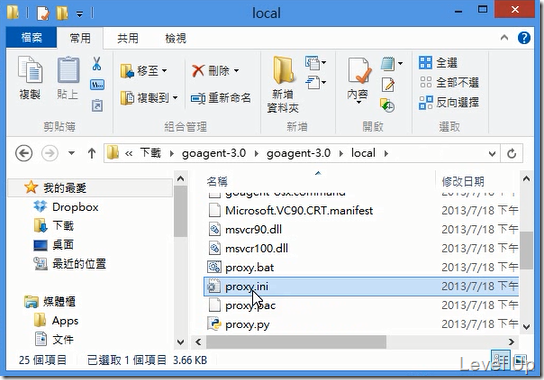 local
檔案 常用 共用 檢視
複製
貼上
移至
複製到
刪除
重新命名
新增
資料夾
內容
全選
全部不選
反向選擇
剪貼簿 組合管理 新增 開啟 選取
« 下載 goagent-3.0 goagent-3.0 local
我的最愛
Dropbox
下載
桌面
最近的位置
媒體櫃
Apps
文件
名稱 修改日期
goagent-osx.command 2013/7/18 下午
Microsoft.VC90.CRT.manifest 2013/7/18 下午
msvcr90.dll 2013/7/18 下午
msvcr100.dll 2013/7/18 下午
proxy.bat 2013/7/18 下午
proxy.ini 2013/7/18 下午
proxy.pac 2013/7/18 下午
proxy.py 2013/7/18 下午
25 個項目 已選取 1 個項目 3.66 KB
Level Up